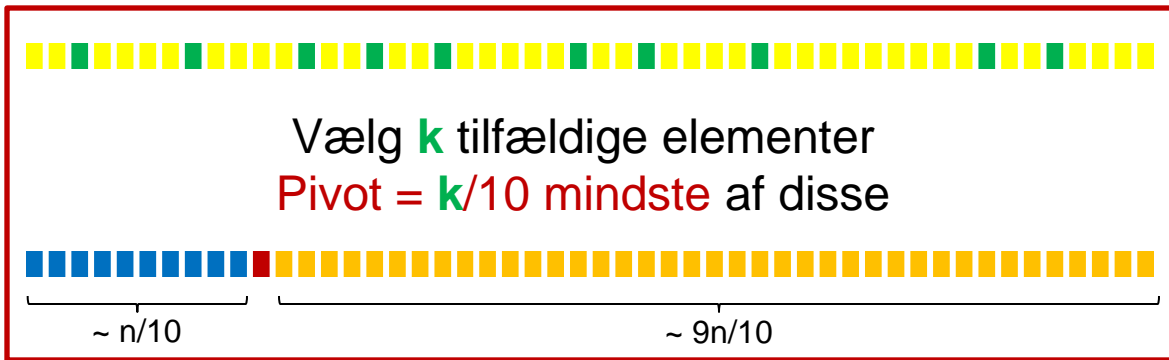 Vælg k tilfældige elementer
Pivot = k/10 mindste af disse
~ n/10
~ 9n/10